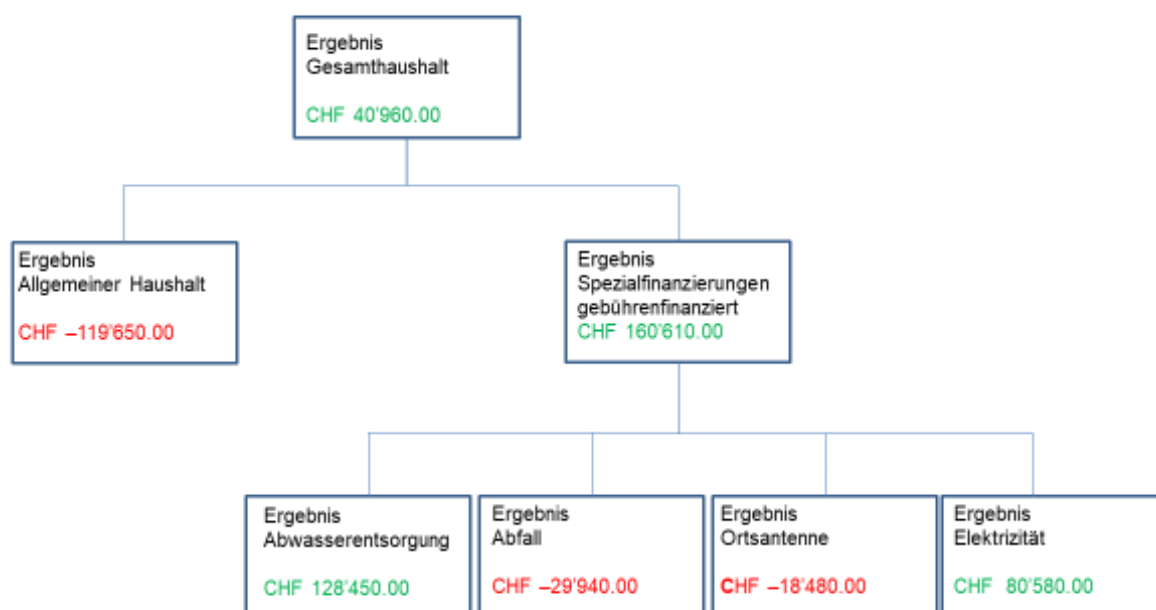 Ergebnis
Gesamthaushalt
CHF 40'960.00
Ergebnis
Allgemeiner Haushalt
CHF –119'650.00
Ergebnis
Spezialfinanzierungen
gebührenfinanziert
CHF 160'610.00
Ergebnis
Abwasserentsorgung
CHF 128'450.00
Ergebnis
Abfall
CHF –29'940.00
Ergebnis
Ortsantenne
CHF –18'480.00
Ergebnis
Elektrizität
CHF 80'580.00